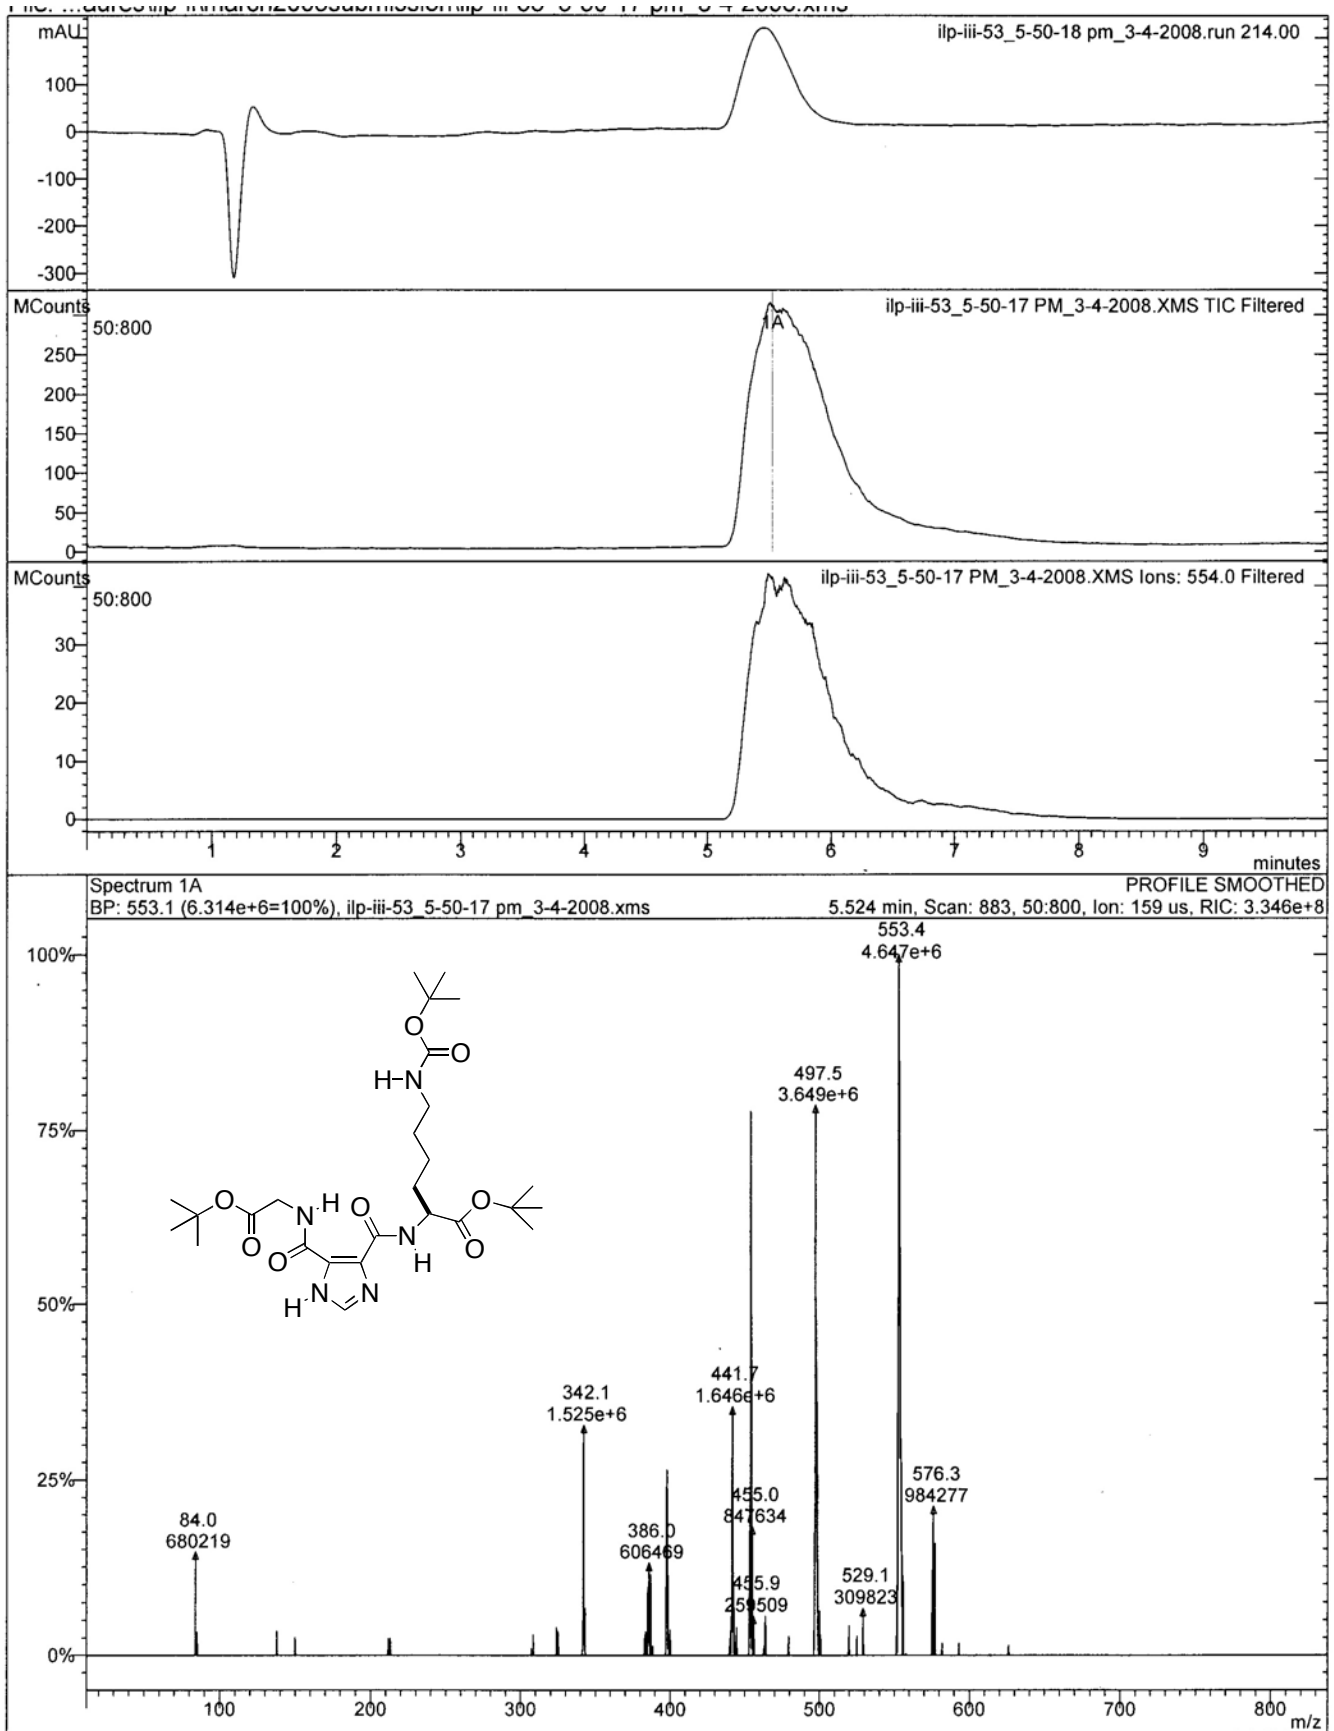 mAU
ilp-iii-53_5-50-18 pm_3-4-2008.run 214.00
100
0
-100
-200
-300
MCounts
50:800
ilp-iii-53_5-50-17 PM_3-4-2008.XMS TIC Filtered
1A
250
200
150
100
50
0
MCounts
50:800
ilp-iii-53_5-50-17 PM_3-4-2008.XMS Ions: 554.0 Filtered
30
20
10
0
1 2 3 4 5 6 7 8 9
minutes
Spectrum 1A
PROFILE SMOOTHED
BP: 553.1 (6.314e+6=100%), ilp-iii-53_5-50-17 pm_3-4-2008.xms
5.524 min, Scan: 883, 50:800, Ion: 159 us, RIC: 3.346e+8
553.4
4.647e+6
100%
O
O
H-N
497.5
3.649e+6
75%
O
O
N
H
O
O
O
O
N
H
N
N
H
50%
441.7
1.646e+6
342.1
1.525e+6
25%
576.3
984277
455.0
847634
84.0
680219
386.0
606469
455.9
259509
529.1
309823
0%
100 200 300 400 500 600 700 800
m/z